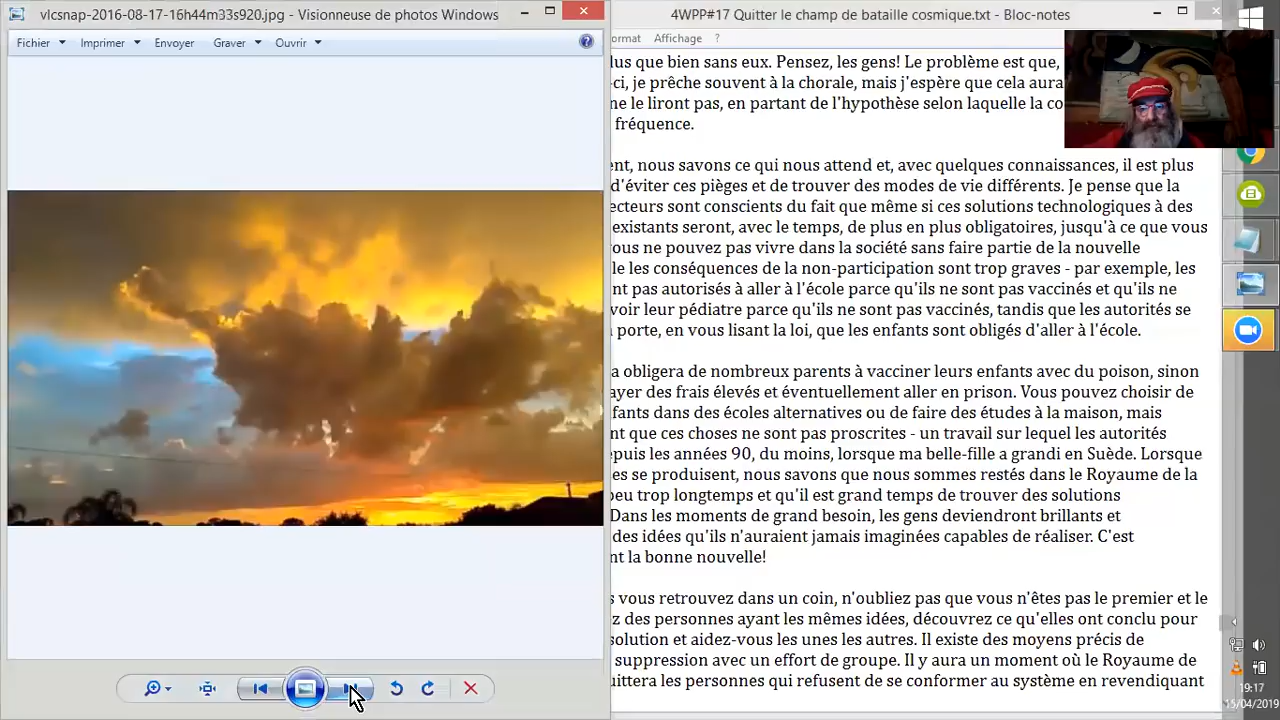 vlcsnap-2016-08-17-16h44m33s920.jpg - Visionneuse de photos Windows
Fichier Imprimer Envoyer Graver Ouvrir
4WPP#17 Quitter le champ de bataille cosmique.txt - Bloc-notes
ormat Affichage ?
lus que bien sans eux. Pensez, les gens! Le problème est que,
-ci, je prêche souvent à la chorale, mais j'espère que cela aura
ne le liront pas, en partant de l'hypothèse selon laquelle la co
fréquence.
ent, nous savons ce qui nous attend et, avec quelques connaissances, il est plus
d'éviter ces pièges et de trouver des modes de vie différents. Je pense que la
ecteurs sont conscients du fait que même si ces solutions technologiques à des
existants seront, avec le temps, de plus en plus obligatoires, jusqu'à ce que vous
ous ne pouvez pas vivre dans la société sans faire partie de la nouvelle
le les conséquences de la non-participation sont trop graves - par exemple, les
nt pas autorisés à aller à l'école parce qu'ils ne sont pas vaccinés et qu'ils ne
voir leur pédiatre parce qu'ils ne sont pas vaccinés, tandis que les autorités se
porte, en vous lisant la loi, que les enfants sont obligés d'aller à l'école.
a obligera de nombreux parents à vacciner leurs enfants avec du poison, sinon
ayer des frais élevés et éventuellement aller en prison. Vous pouvez choisir de
fants dans des écoles alternatives ou de faire des études à la maison, mais
nt que ces choses ne sont pas proscrites - un travail sur lequel les autorités
epuis les années 90, du moins, lorsque ma belle-fille a grandi en Suède. Lorsque
es se produisent, nous savons que nous sommes restés dans le Royaume de la
peu trop longtemps et qu'il est grand temps de trouver des solutions
Dans les moments de grand besoin, les gens deviendront brillants et
des idées qu'ils n'auraient jamais imaginées capables de réaliser. C'est
nt la bonne nouvelle!
s vous retrouvez dans un coin, n'oubliez pas que vous n'êtes pas le premier et le
z des personnes ayant les mêmes idées, découvrez ce qu'elles ont conclu pour
solution et aidez-vous les unes les autres. Il existe des moyens précis de
suppression avec un effort de groupe. Il y aura un moment où le Royaume de
uittera les personnes qui refusent de se conformer au système en revendiquant
19:17
15/04/2019